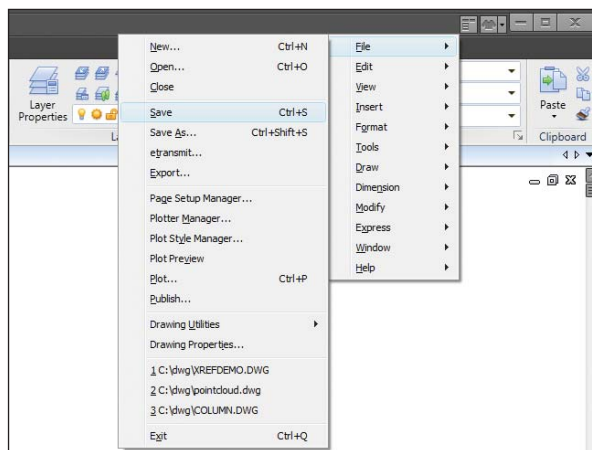 New... Ctrl+N
Open... Ctrl+O
Close
Save Ctrl+S
Save As... Ctrl+Shift+S
etransmit...
Export...
Page Setup Manager...
Plotter Manager...
Plot Style Manager...
Plot Preview
Plot... Ctrl+P
Publish...
Drawing Utilities
Drawing Properties...
1 C:\dwg\XREFDEMO.DWG
2 C:\dwg\pointcloud.dwg
3 C:\dwg\COLUMN.DWG
Exit Ctrl+Q
File
Edit
View
Insert
Format
Tools
Draw
Dimension
Modify
Express
Window
Help
Layer
Properties
La
Paste
Clipboard